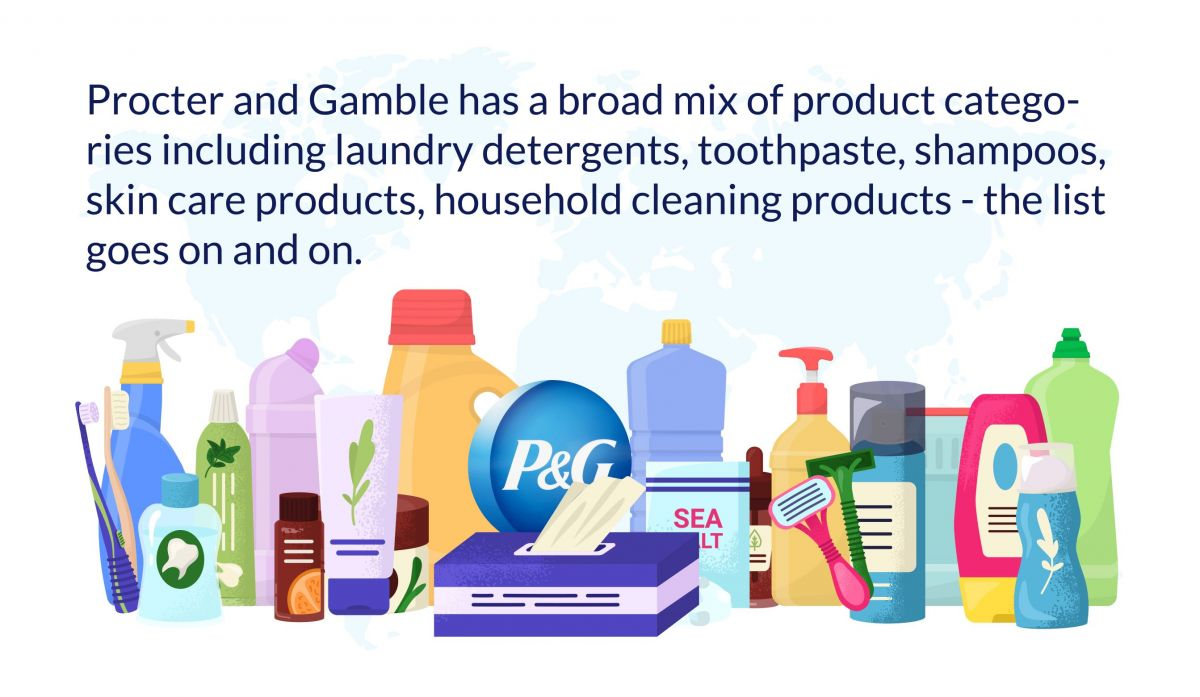 Procter and Gamble has a broad mix of product catego-
ries including laundry detergents, toothpaste, shampoos,
skin care products, household cleaning products - the list
goes on and on.
P&G
SEA